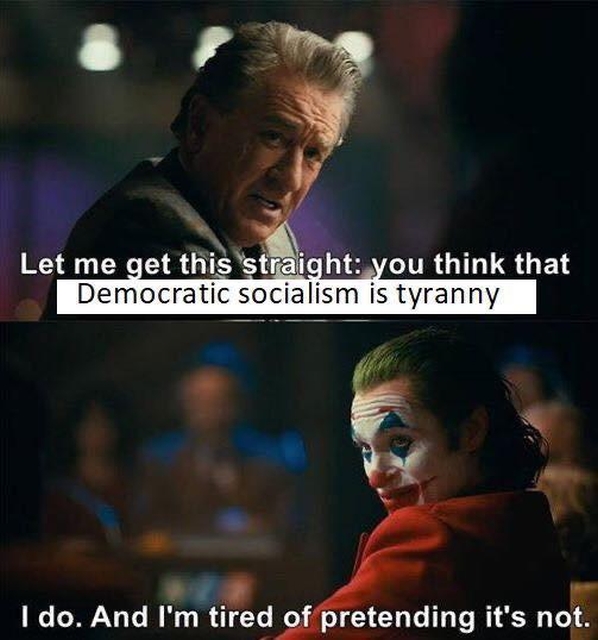 Let me get this straight: you think that
Democratic socialism is tyranny
I do. And I'm tired of pretending it's not.